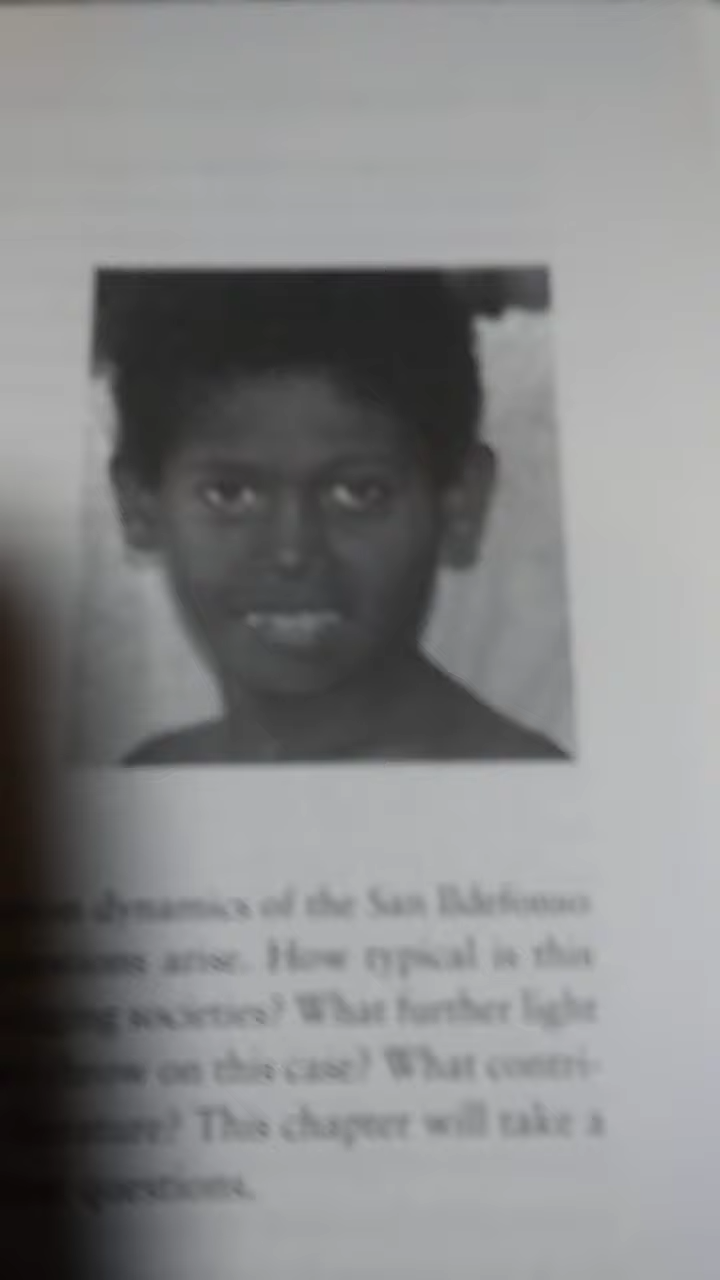 dynamics of the San Ildefonso
arise. How typical is this
societies? What further light
on this case? What contri-
This chapter will take a
questions.